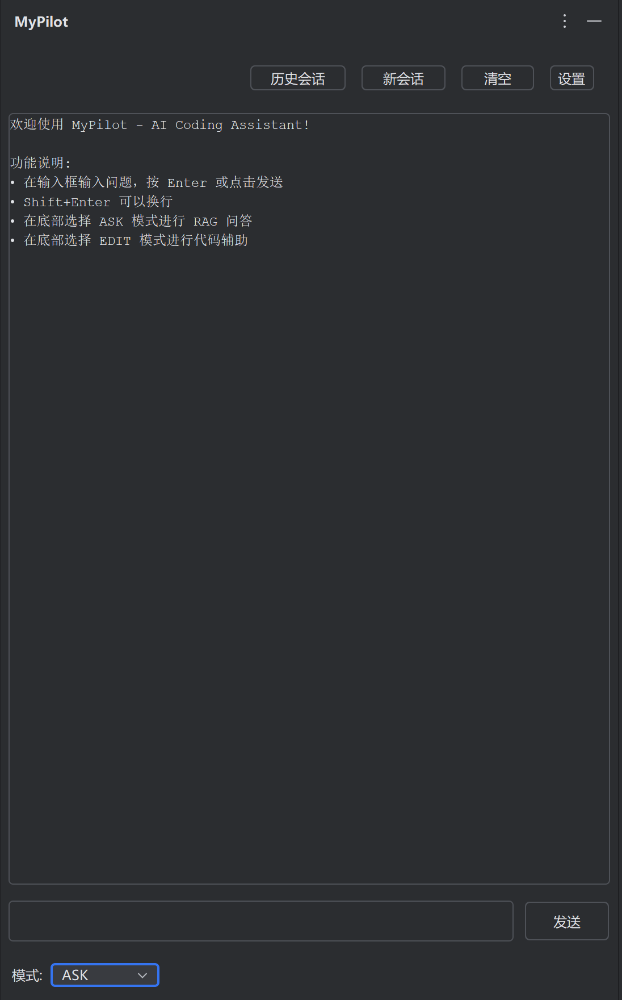 MyPilot
历史会话 新会话 清空 设置
欢迎使用 MyPilot - AI Coding Assistant!
功能说明:
• 在输入框输入问题，按 Enter 或点击发送
• Shift+Enter 可以换行
• 在底部选择 ASK 模式进行 RAG 问答
• 在底部选择 EDIT 模式进行代码辅助
发送
模式: ASK